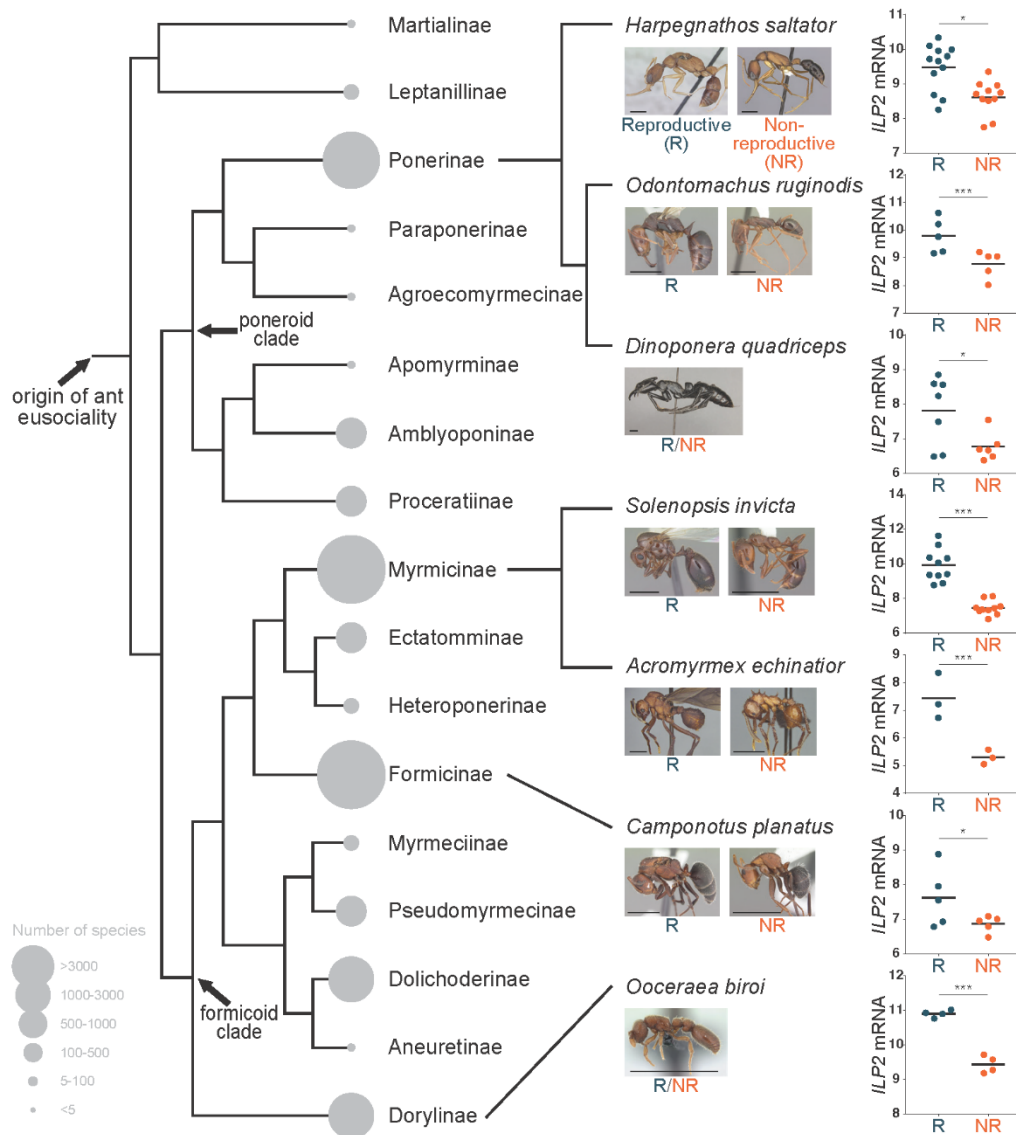 Martialinae
Leptanillinae
Ponerinae
Paraponerinae
Agroecomyrmecinae
poneroid
clade
origin of ant
eusociality
Apomyrminae
Amblyoponinae
Proceratiinae
Myrmicinae
Ectatomminae
Heteroponerinae
Formicinae
Myrmeciinae
Pseudomyrmecinae
Dolichoderinae
formicoid
clade
Aneuretinae
Dorylinae
Number of species
>3000
1000-3000
500-1000
100-500
5-100
<5
Harpegnathos saltator
Reproductive
(R)
Non-
reproductive
(NR)
Odontomachus ruginodis
R NR
Dinoponera quadriceps
R/NR
Solenopsis invicta
R NR
Acromyrmex echinatior
R NR
Camponotus planatus
R NR
Ooceraea biroi
R/NR
ILP2 mRNA
11
10
9
8
7
*
R NR
ILP2 mRNA
12
11
10
9
8
7
***
R NR
ILP2 mRNA
10
9
8
7
6
*
R NR
ILP2 mRNA
14
12
10
8
6
***
R NR
ILP2 mRNA
9
8
7
6
5
4
***
R NR
ILP2 mRNA
11
10
9
8
7
6
*
R NR
ILP2 mRNA
12
11
10
9
8
***
R NR